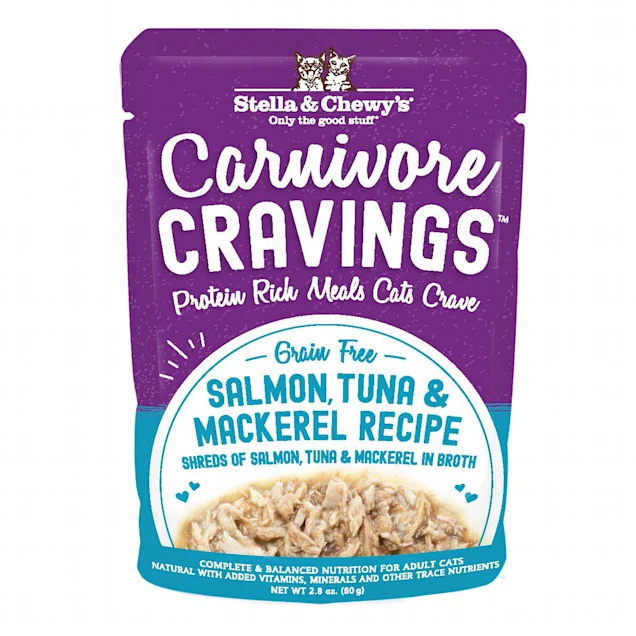 Stella & Chewy's®
Only the good stuff™
Carnivore
CRAVINGS™
Protein Rich Meals Cats Crave
Grain Free
SALMON, TUNA &
MACKEREL RECIPE
SHREDS OF SALMON, TUNA & MACKEREL IN BROTH
COMPLETE & BALANCED NUTRITION FOR ADULT CATS
NATURAL WITH ADDED VITAMINS, MINERALS AND OTHER TRACE NUTRIENTS
NET WT 2.8 oz. (80g)